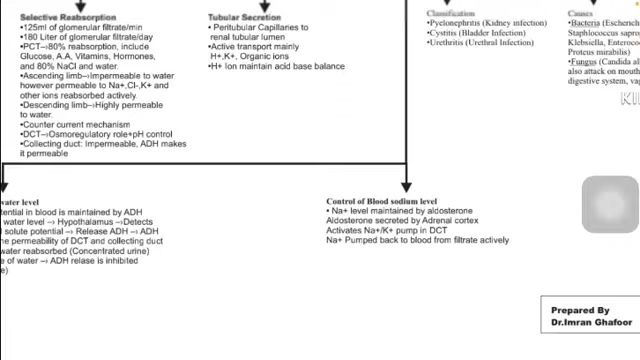 Selective Reabsorption
•125ml of glomerular filtrate/min
•180 Liter of glomerular filtrate/day
•PCT→80% reabsorption, include
Glucose, A.A, Vitamins, Hormones,
and 80% NaCl and water.
•Ascending limb→Impermeable to water
however permeable to Na+,Cl-,K+ and
other ions reabsorbed actively.
•Descending limb→Highly permeable
to water.
•Counter current mechanism
•DCT→Osmoregulatory role+pH control
•Collecting duct: Impermeable, ADH makes
it permeable
Tubular Secretion
• Peritubular Capillaries to
renal tubular lumen
•Active transport mainly
H+,K+, Organic ions
•H+ Ion maintain acid base balance
Classification
•Pyelonephritis (Kidney infection)
•Cystitis (Bladder Infection)
•Urethritis (Urethral Infection)
Causes
•Bacteria (Escherich
Staphlococcus sapro
Klebsiella, Enteroco
Proteus mirabilis)
•Fungus (Candida al
also attack on mouth
digestive system, va
water level
tential in blood is maintained by ADH
water level → Hypothalamus →Detects
l solute potential → Release ADH → ADH
he permeability of DCT and collecting duct
water reabsorbed (Concentrated urine)
e of water → ADH relase is inhibited
e)
Control of Blood sodium level
• Na+ level maintained by aldosterone
Aldosterone secreted by Adrenal cortex
Activates Na+/K+ pump in DCT
Na+ Pumped back to blood from filtrate actively
Prepared By
Dr.Imran Ghafoor